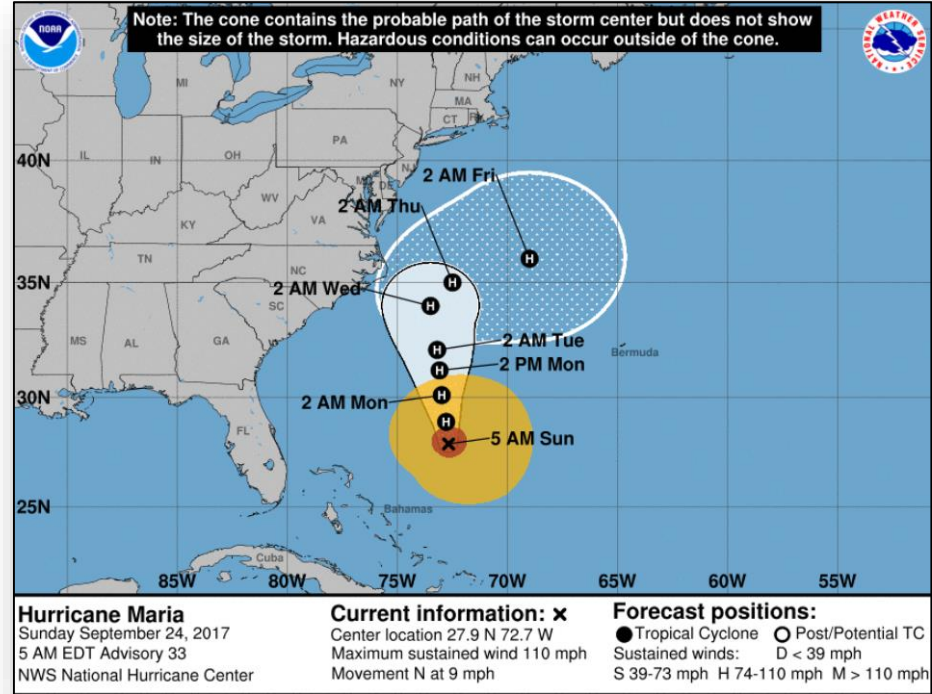 Note: The cone contains the probable path of the storm center but does not show
the size of the storm. Hazardous conditions can occur outside of the cone.
NOAA
NATIONAL WEATHER SERVICE
MI
NY
NH
MA
CT
RI
PA
NJ
40N
IL
IN
OH
MD
DE
2 AM Fri
WV
VA
KY
2 AM Thu
H
TN
NC
35N
H
2 AM Wed
H
SC
MS
AL
GA
2 AM Tue
H
Bermuda
2 PM Mon
H
30N
2 AM Mon
H
H
FL
5 AM Sun
25N
Bahamas
Cuba
85W 80W 75W 70W 65W 60W 55W
Hurricane Maria
Sunday September 24, 2017
5 AM EDT Advisory 33
NWS National Hurricane Center
Current information: x
Center location 27.9 N 72.7 W
Maximum sustained wind 110 mph
Movement N at 9 mph
Forecast positions:
Tropical Cyclone Post/Potential TC
Sustained winds: D < 39 mph
S 39-73 mph H 74-110 mph M > 110 mph